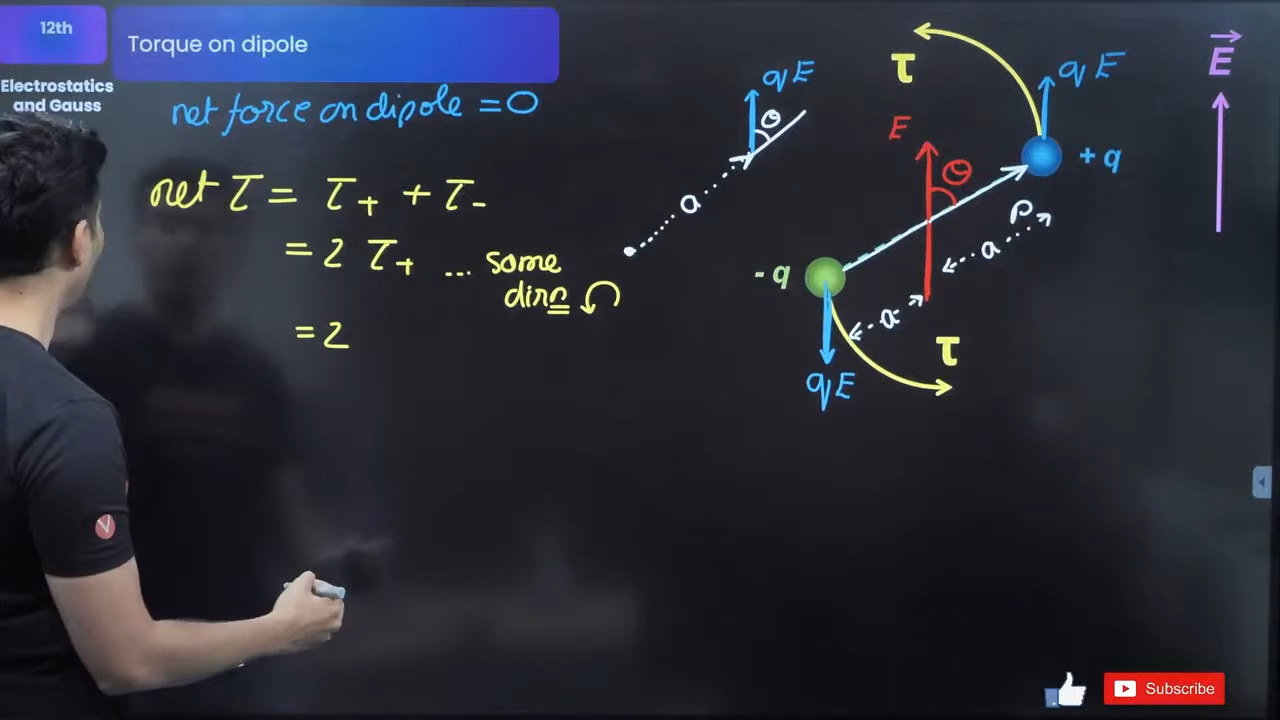 12th
Torque on dipole
Electrostatics
and Gauss
net force on dipole = 0
net τ = τ+ + τ-
= 2 τ+ ... same
dirn
= 2
qE
θ
a
τ
qE
E
θ
+q
p
a
-q
a
τ
qE
E
V
Subscribe